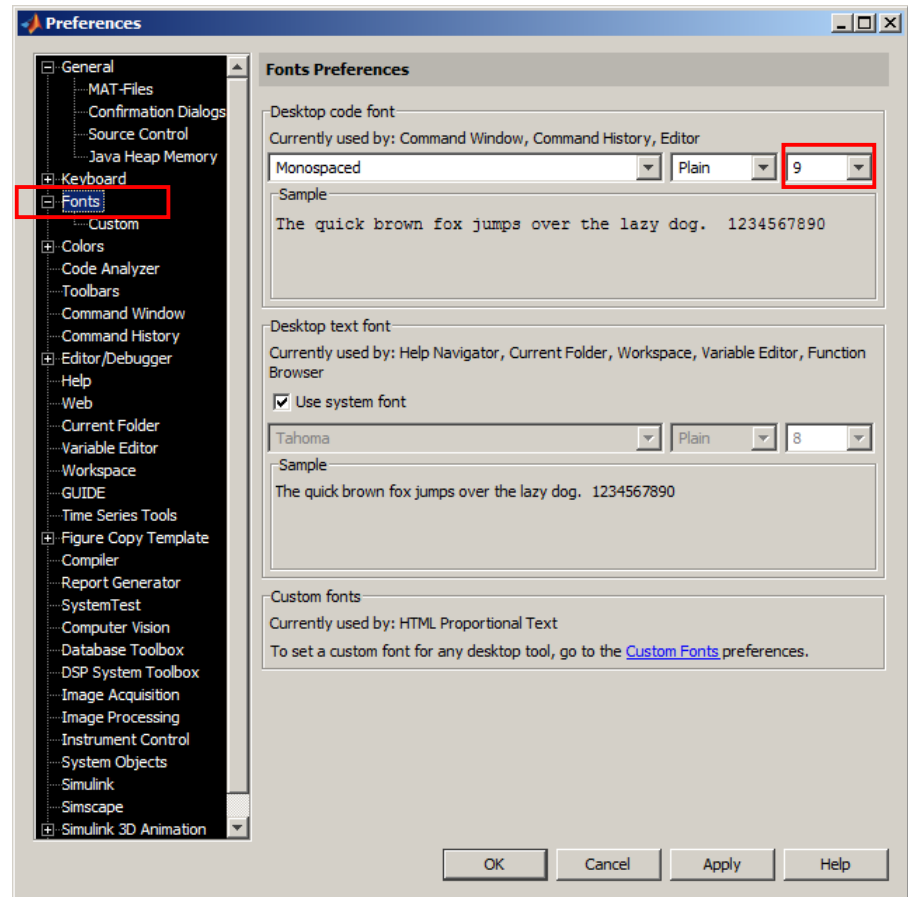 Preferences
General
MAT-Files
Confirmation Dialogs
Source Control
Java Heap Memory
Keyboard
Fonts
Custom
Colors
Code Analyzer
Toolbars
Command Window
Command History
Editor/Debugger
Help
Web
Current Folder
Variable Editor
Workspace
GUIDE
Time Series Tools
Figure Copy Template
Compiler
Report Generator
SystemTest
Computer Vision
Database Toolbox
DSP System Toolbox
Image Acquisition
Image Processing
Instrument Control
System Objects
Simulink
Simscape
Simulink 3D Animation
Fonts Preferences
Desktop code font
Currently used by: Command Window, Command History, Editor
Monospaced Plain 9
Sample
The quick brown fox jumps over the lazy dog. 1234567890
Desktop text font
Currently used by: Help Navigator, Current Folder, Workspace, Variable Editor, Function
Browser
Use system font
Tahoma Plain 8
Sample
The quick brown fox jumps over the lazy dog. 1234567890
Custom fonts
Currently used by: HTML Proportional Text
To set a custom font for any desktop tool, go to the Custom Fonts preferences.
OK Cancel Apply Help